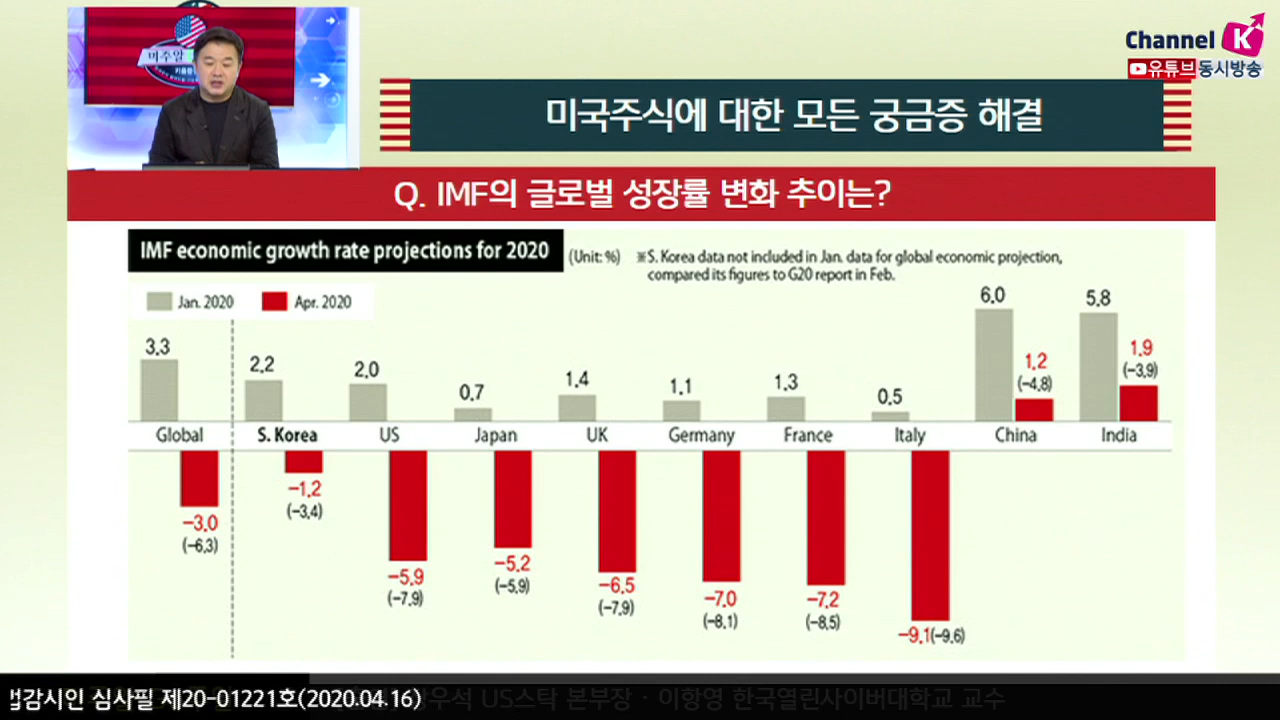 미주알
Channel K
유튜브동시방송
미국주식에 대한 모든 궁금증 해결
Q. IMF의 글로벌 성장률 변화 추이는?
IMF economic growth rate projections for 2020
(Unit: %)
※S. Korea data not included in Jan. data for global economic projection,
compared its figures to G20 report in Feb.
Jan. 2020 Apr. 2020
3.3 2.2 2.0 0.7 1.4 1.1 1.3 0.5 6.0 5.8
1.2 1.9
(−4.8) (−3.9)
Global S. Korea US Japan UK Germany France Italy China India
−3.0 −1.2 −5.9 −5.2 −6.5 −7.0 −7.2 −9.1(−9.6)
(−6.3) (−3.4) (−7.9) (−5.9) (−7.9) (−8.1) (−8.5)
감시인 심사필 제20-01221호(2020.04.16)
우석 US스탁 본부장 · 이항영 한국열린사이버대학교 교수